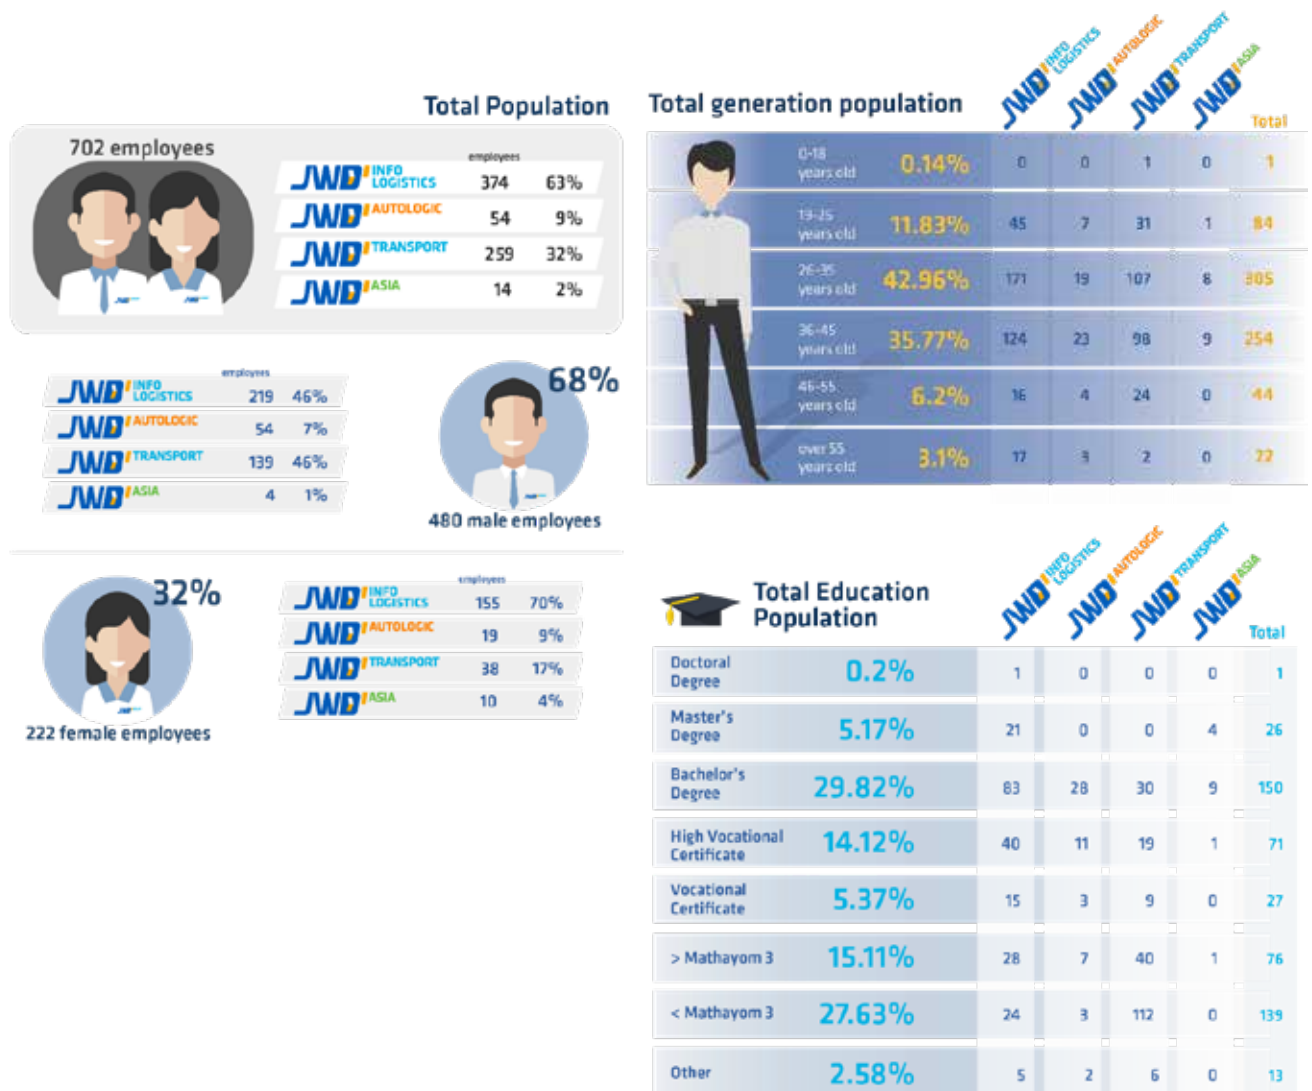 Total Population
702 employees
employees
JWD INFO LOGISTICS 374 63%
JWD AUTOLOGIC 54 9%
JWD TRANSPORT 259 32%
JWD ASIA 14 2%
employees
JWD INFO LOGISTICS 219 46%
JWD AUTOLOGIC 54 7%
JWD TRANSPORT 139 46%
JWD ASIA 4 1%
68%
480 male employees
32%
222 female employees
employees
JWD INFO LOGISTICS 155 70%
JWD AUTOLOGIC 19 9%
JWD TRANSPORT 38 17%
JWD ASIA 10 4%
Total generation population
JWD INFO LOGISTICS JWD AUTOLOGIC JWD TRANSPORT JWD ASIA Total
0-18 years old 0.14% 0 0 1 0 1
19-25 years old 11.83% 45 7 31 1 84
26-35 years old 42.96% 171 19 107 8 305
36-45 years old 35.77% 124 23 98 9 254
46-55 years old 6.2% 16 4 24 0 44
over 55 years old 3.1% 17 3 2 0 22
Total Education Population
JWD INFO LOGISTICS JWD AUTOLOGIC JWD TRANSPORT JWD ASIA Total
Doctoral Degree 0.2% 1 0 0 0 1
Master's Degree 5.17% 21 0 0 4 26
Bachelor's Degree 29.82% 83 28 30 9 150
High Vocational Certificate 14.12% 40 11 19 1 71
Vocational Certificate 5.37% 15 3 9 0 27
> Mathayom 3 15.11% 28 7 40 1 76
< Mathayom 3 27.63% 24 3 112 0 139
Other 2.58% 5 2 6 0 13